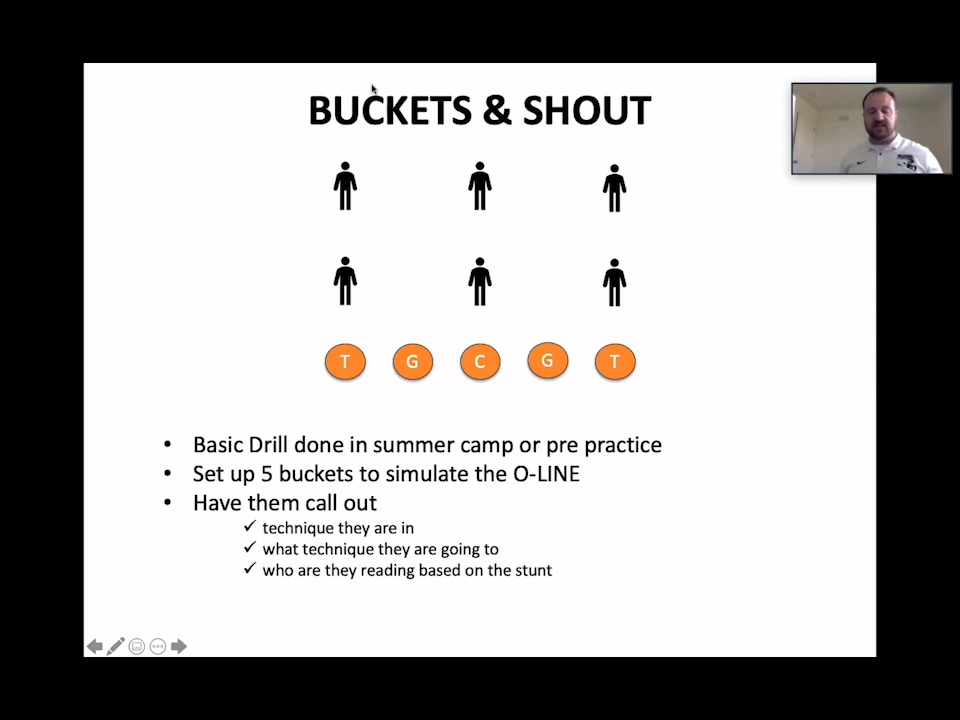 BUCKETS & SHOUT
T G C G T
• Basic Drill done in summer camp or pre practice
• Set up 5 buckets to simulate the O-LINE
• Have them call out
✓ technique they are in
✓ what technique they are going to
✓ who are they reading based on the stunt